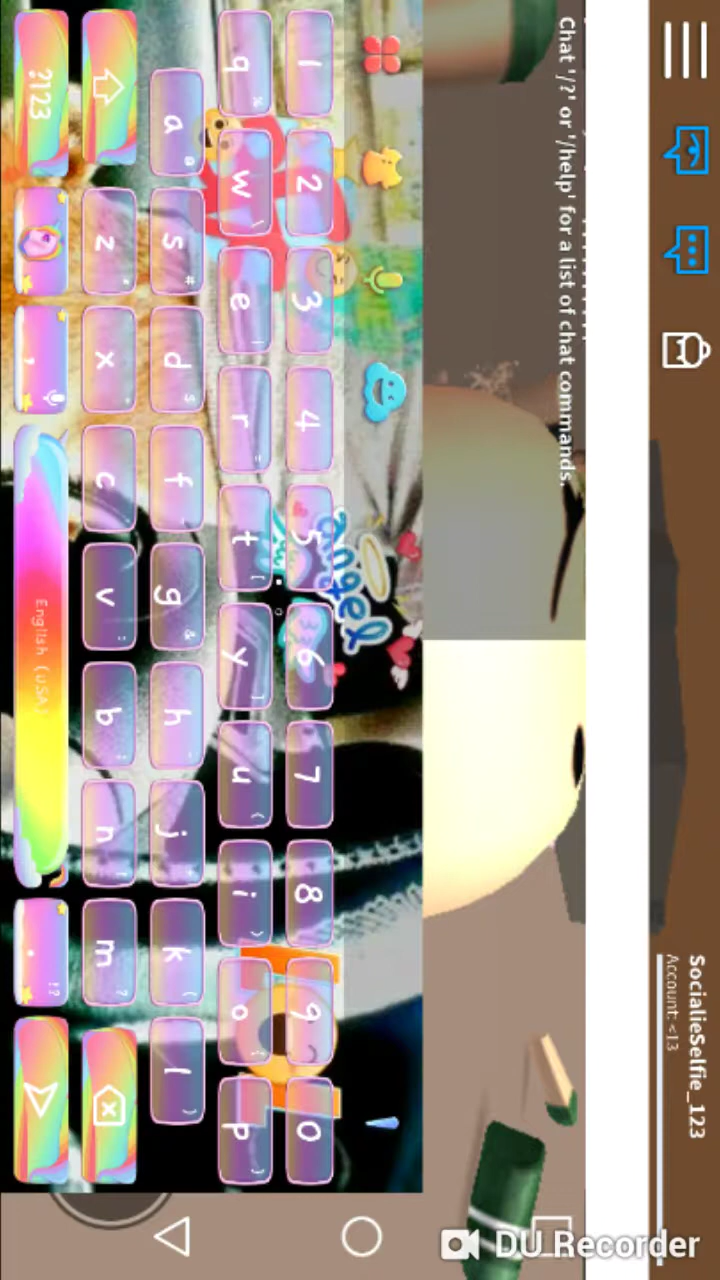 SocialieSelfie_123
Account: <13
Chat '/?' or '/help' for a list of chat commands.
angel
1 2 3 4 5 6 7 8 9 0
q w e r t y u i o p
a s d f g h j k l
z x c v b n m
?123 , English (USA) . !?
DU Recorder